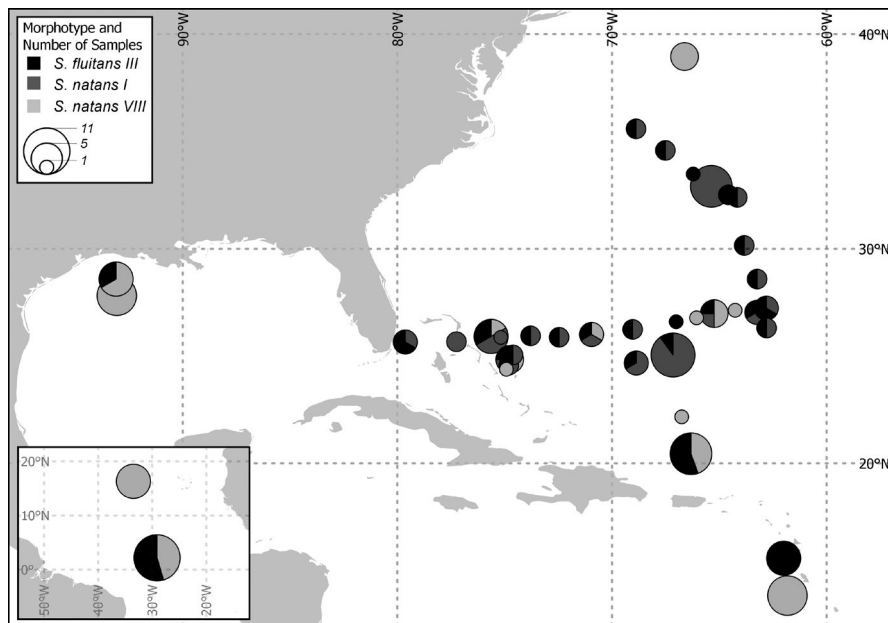 90°W
80°W
70°W
60°W
Morphotype and
Number of Samples
S. fluitans III
S. natans I
S. natans VIII
11
5
1
40°N
30°N
20°N
20°N
10°N
0°
50°W
40°W
30°W
20°W